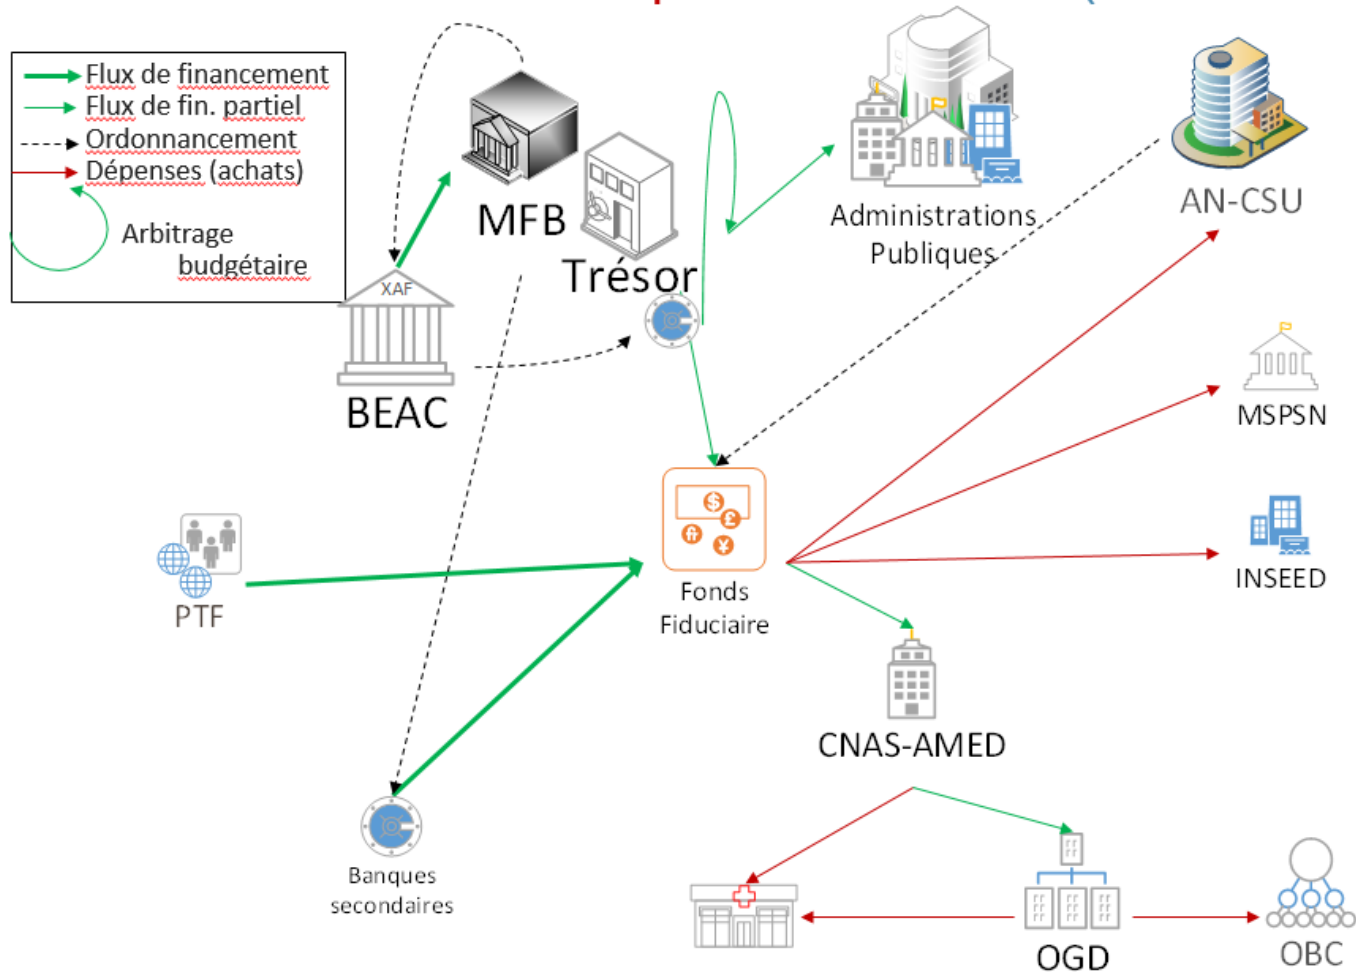 Flux de financement
Flux de fin. partiel
Ordonnancement
Dépenses (achats)
Arbitrage
budgétaire
MFB
Trésor
XAF
BEAC
Administrations
Publiques
AN-CSU
MSPSN
INSEED
PTF
$
£
¥
Fonds
Fiduciaire
CNAS-AMED
Banques
secondaires
OGD
OBC